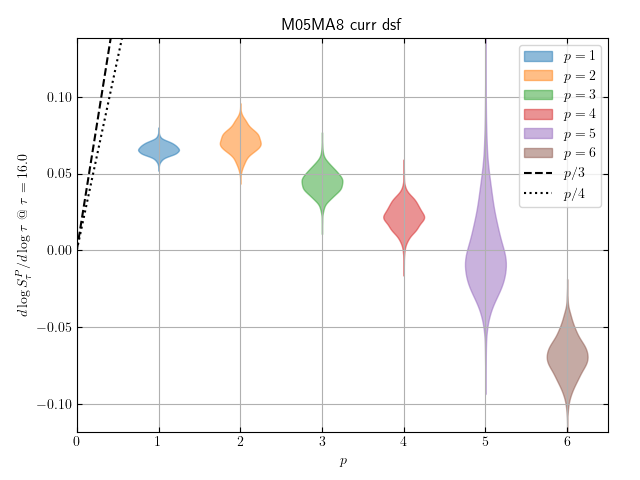 M05MA8 curr dsf
d log S_τ^P / d log τ @ τ = 16.0
0.10
0.05
0.00
−0.05
−0.10
0
1
2
3
4
5
6
p
p = 1
p = 2
p = 3
p = 4
p = 5
p = 6
p/3
p/4